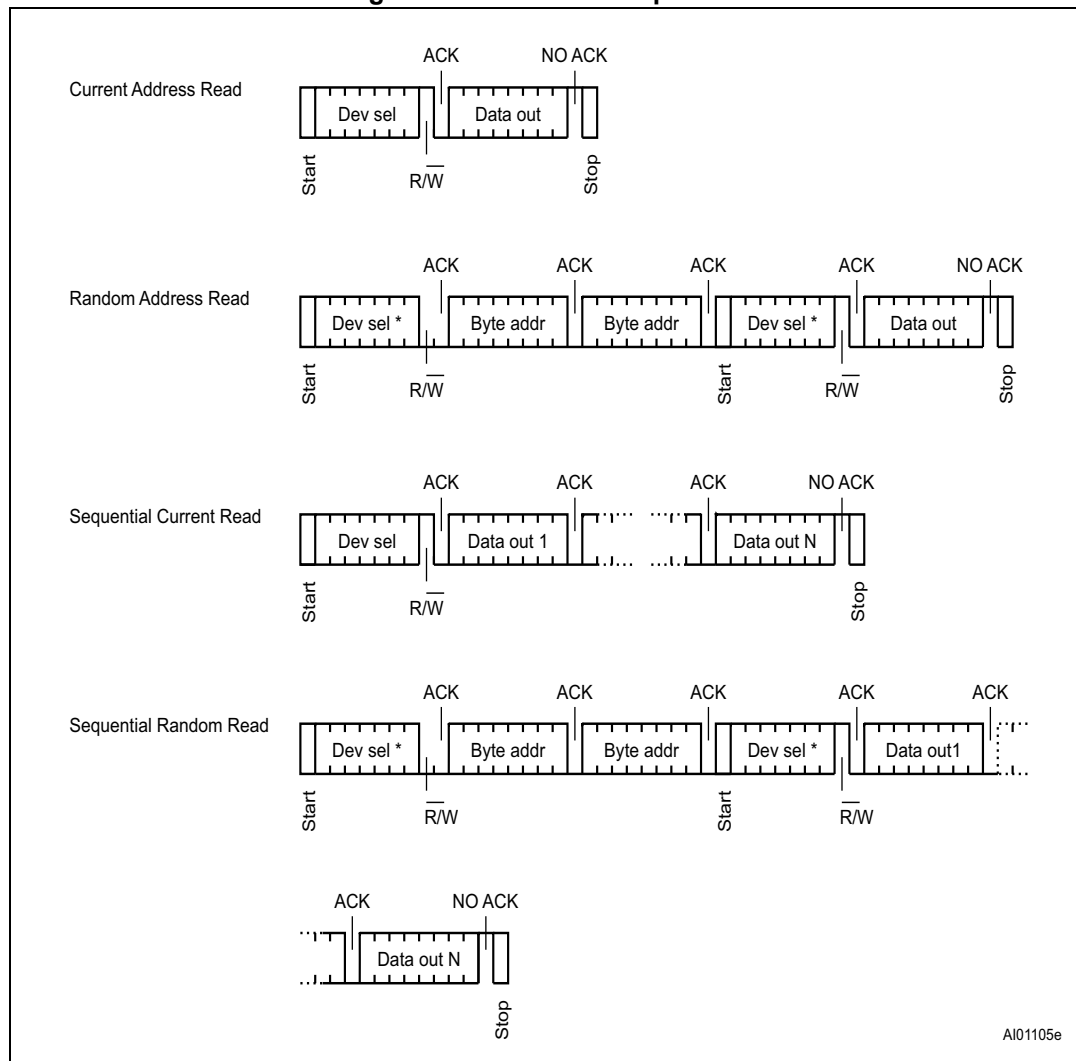 ACK NO ACK
Current Address Read
Dev sel Data out
Start R/W Stop
ACK ACK ACK ACK NO ACK
Random Address Read
Dev sel * Byte addr Byte addr Dev sel * Data out
Start R/W Start R/W Stop
ACK ACK ACK NO ACK
Sequential Current Read
Dev sel Data out 1 Data out N
Start R/W Stop
ACK ACK ACK ACK ACK
Sequential Random Read
Dev sel * Byte addr Byte addr Dev sel * Data out1
Start R/W Start R/W
ACK NO ACK
Data out N
Stop
AI01105e